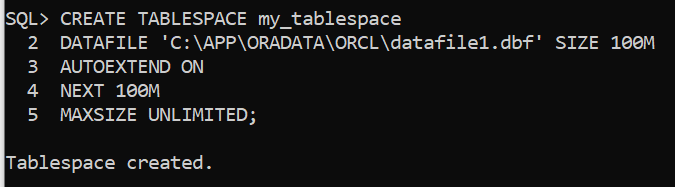 SQL> CREATE TABLESPACE my_tablespace
2 DATAFILE 'C:\APP\ORADATA\ORCL\datafile1.dbf' SIZE 100M
3 AUTOEXTEND ON
4 NEXT 100M
5 MAXSIZE UNLIMITED;
Tablespace created.